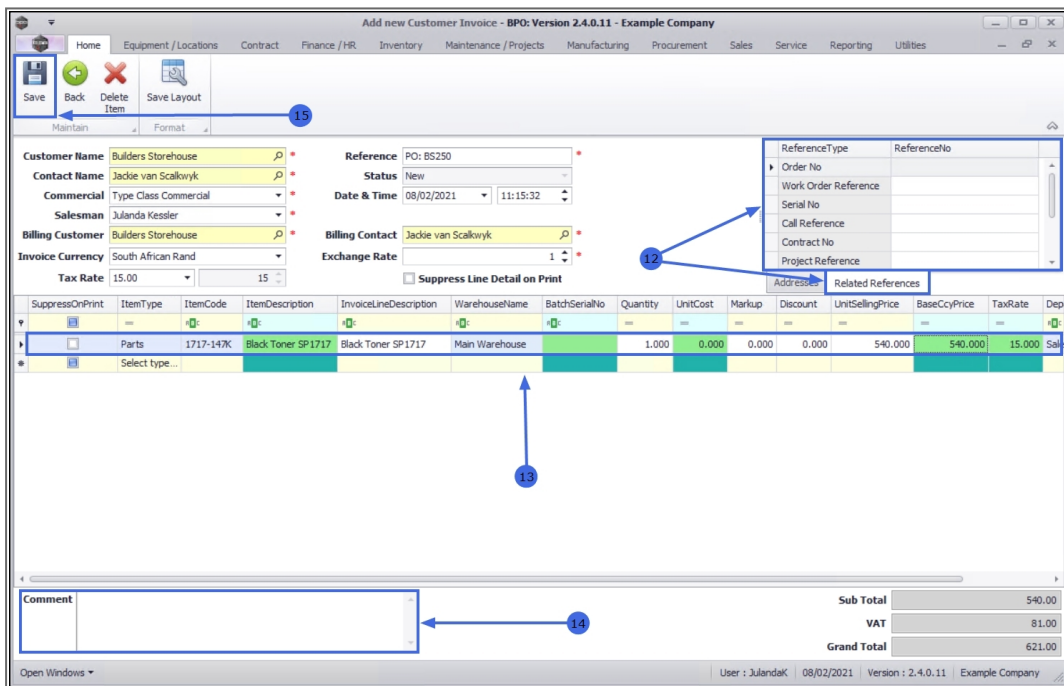 Add new Customer Invoice - BPO: Version 2.4.0.11 - Example Company
Home Equipment / Locations Contract Finance / HR Inventory Maintenance / Projects Manufacturing Procurement Sales Service Reporting Utilities
Save Back Delete Item Save Layout
15
Maintain Format
Customer Name Builders Storehouse * Reference PO: BS250 *
Contact Name Jackie van Scalkwyk * Status New
Commercial Type Class Commercial * Date & Time 08/02/2021 11:15:32
Salesman Julanda Kessler *
Billing Customer Builders Storehouse * Billing Contact Jackie van Scalkwyk *
Invoice Currency South African Rand Exchange Rate 1 *
Tax Rate 15.00 15 Suppress Line Detail on Print
ReferenceType ReferenceNo
Order No
Work Order Reference
Serial No
Call Reference
Contract No
Project Reference
12
Addresses Related References
SuppressOnPrint ItemType ItemCode ItemDescription InvoiceLineDescription WarehouseName BatchSerialNo Quantity UnitCost Markup Discount UnitSellingPrice BaseCcyPrice TaxRate Dep
Parts 1717-147K Black Toner SP1717 Black Toner SP1717 Main Warehouse 1.000 0.000 0.000 0.000 540.000 540.000 15.000 Sale
Select type...
13
Comment
14
Sub Total 540.00
VAT 81.00
Grand Total 621.00
Open Windows User : JulandaK 08/02/2021 Version : 2.4.0.11 Example Company